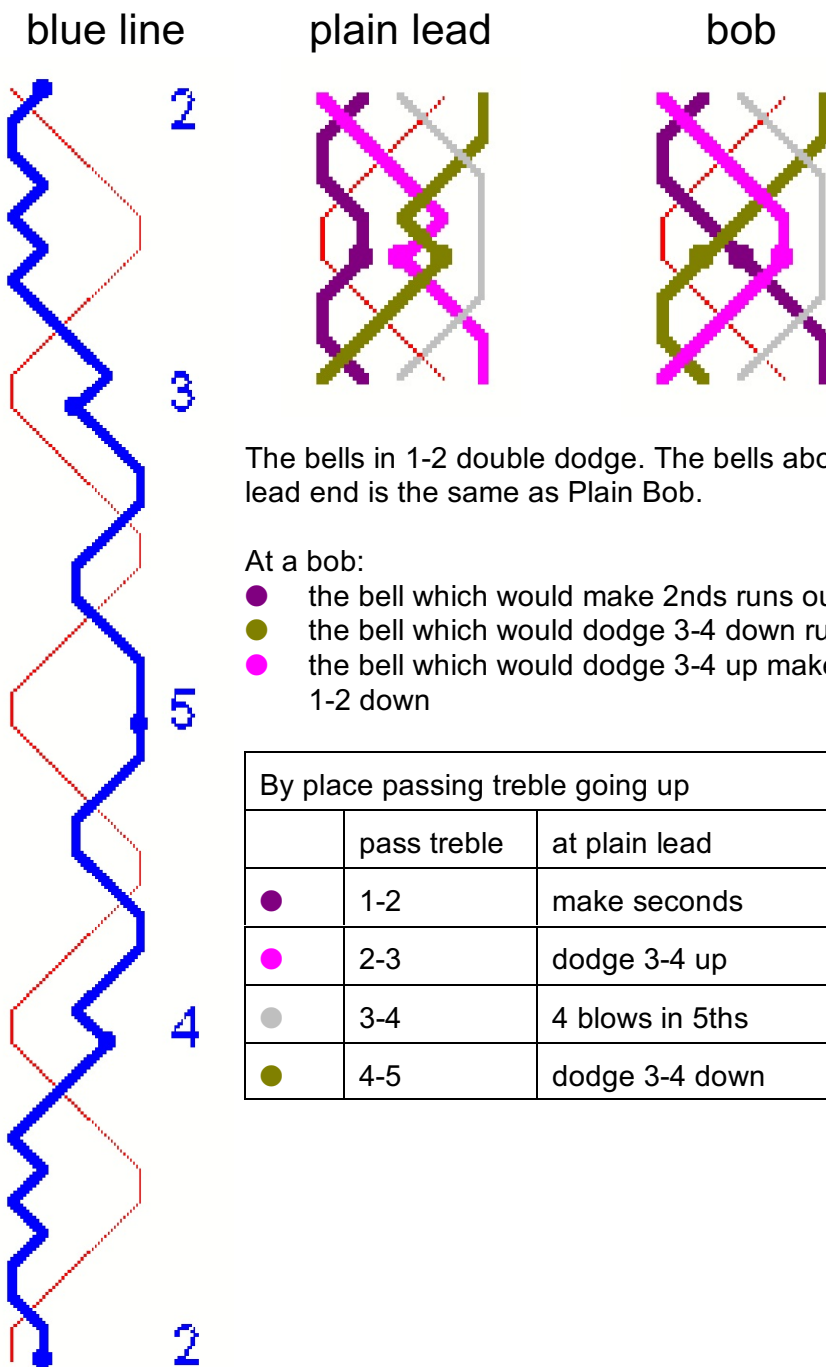 blue line
plain lead
bob
2
3
5
4
2
The bells in 1-2 double dodge. The bells
lead end is the same as Plain Bob.
At a bob:
the bell which would make 2nds runs
the bell which would dodge 3-4 down
the bell which would dodge 3-4 up
1-2 down
By place passing treble going up
pass treble
at plain lead
1-2
make seconds
2-3
dodge 3-4 up
3-4
4 blows in 5ths
4-5
dodge 3-4 down